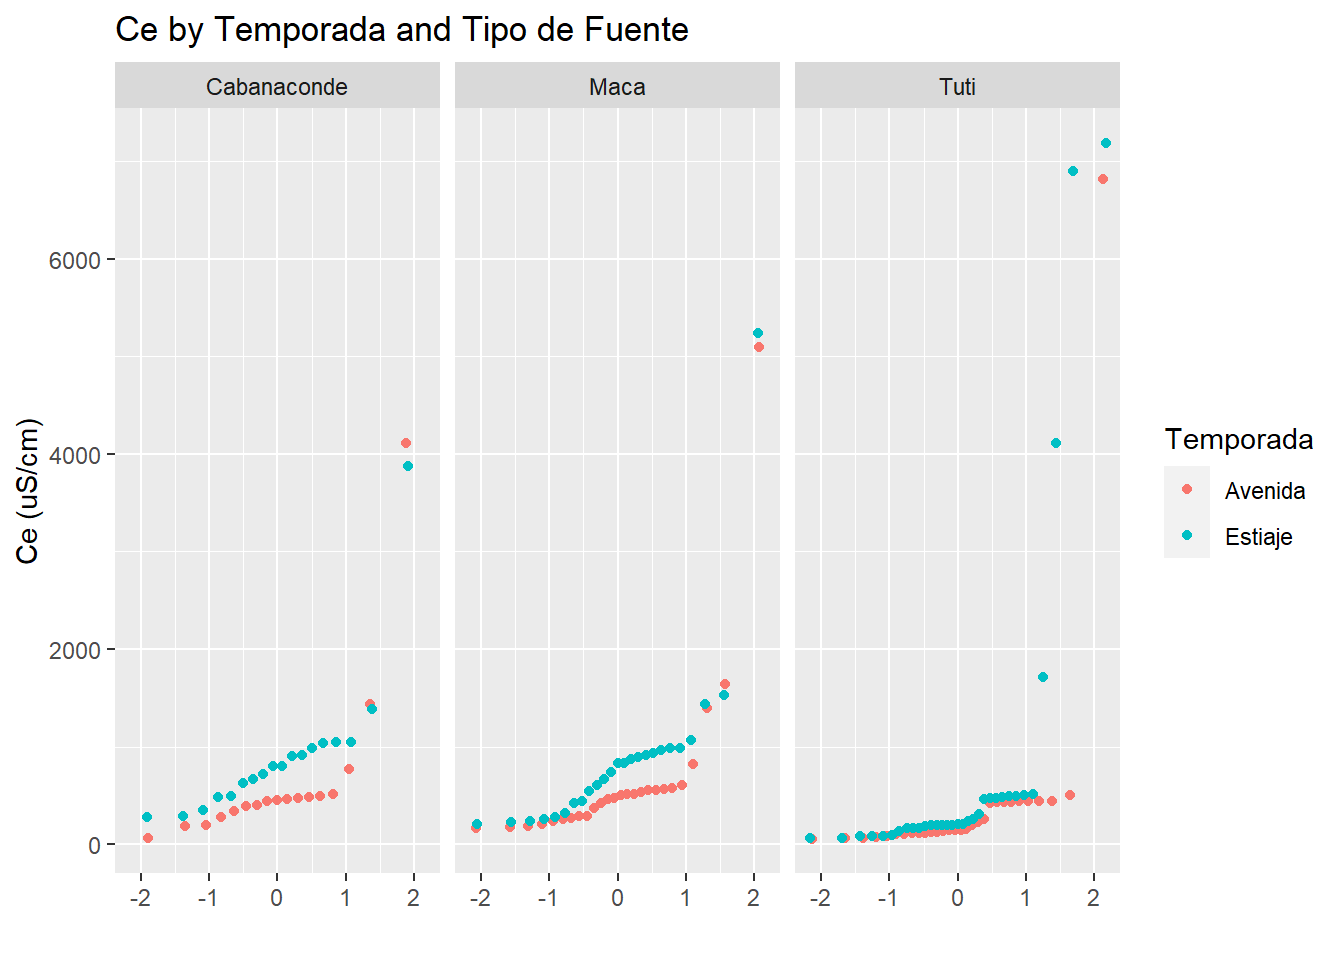 Ce by Temporada and Tipo de Fuente
Cabanaconde Maca Tuti
Ce (uS/cm)
6000
4000
2000
0
-2 -1 0 1 2 -2 -1 0 1 2 -2 -1 0 1 2
Temporada
Avenida
Estiaje